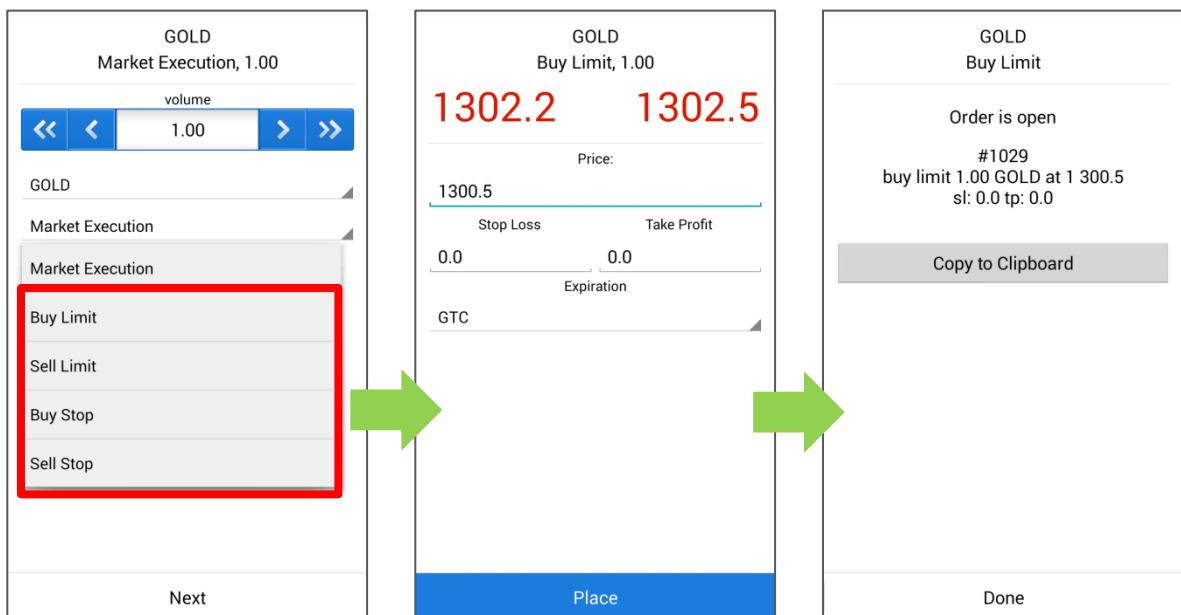 GOLD
Market Execution, 1.00
volume
1.00
GOLD
Market Execution
Market Execution
Buy Limit
Sell Limit
Buy Stop
Sell Stop
Next
GOLD
Buy Limit, 1.00
1302.2 1302.5
Price:
1300.5
Stop Loss Take Profit
0.0 0.0
Expiration
GTC
Place
GOLD
Buy Limit
Order is open
#1029
buy limit 1.00 GOLD at 1 300.5
sl: 0.0 tp: 0.0
Copy to Clipboard
Done